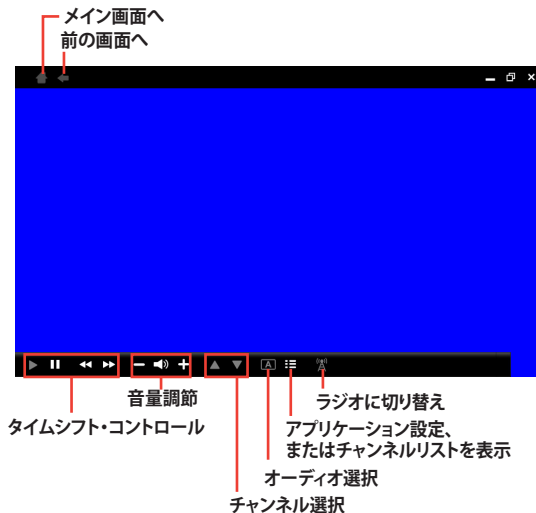 メイン画面へ
前の画面へ
A
音量調節
ラジオに切り替え
タイムシフト・コントロール
アプリケーション設定、
またはチャンネルリストを表示
オーディオ選択
チャンネル選択